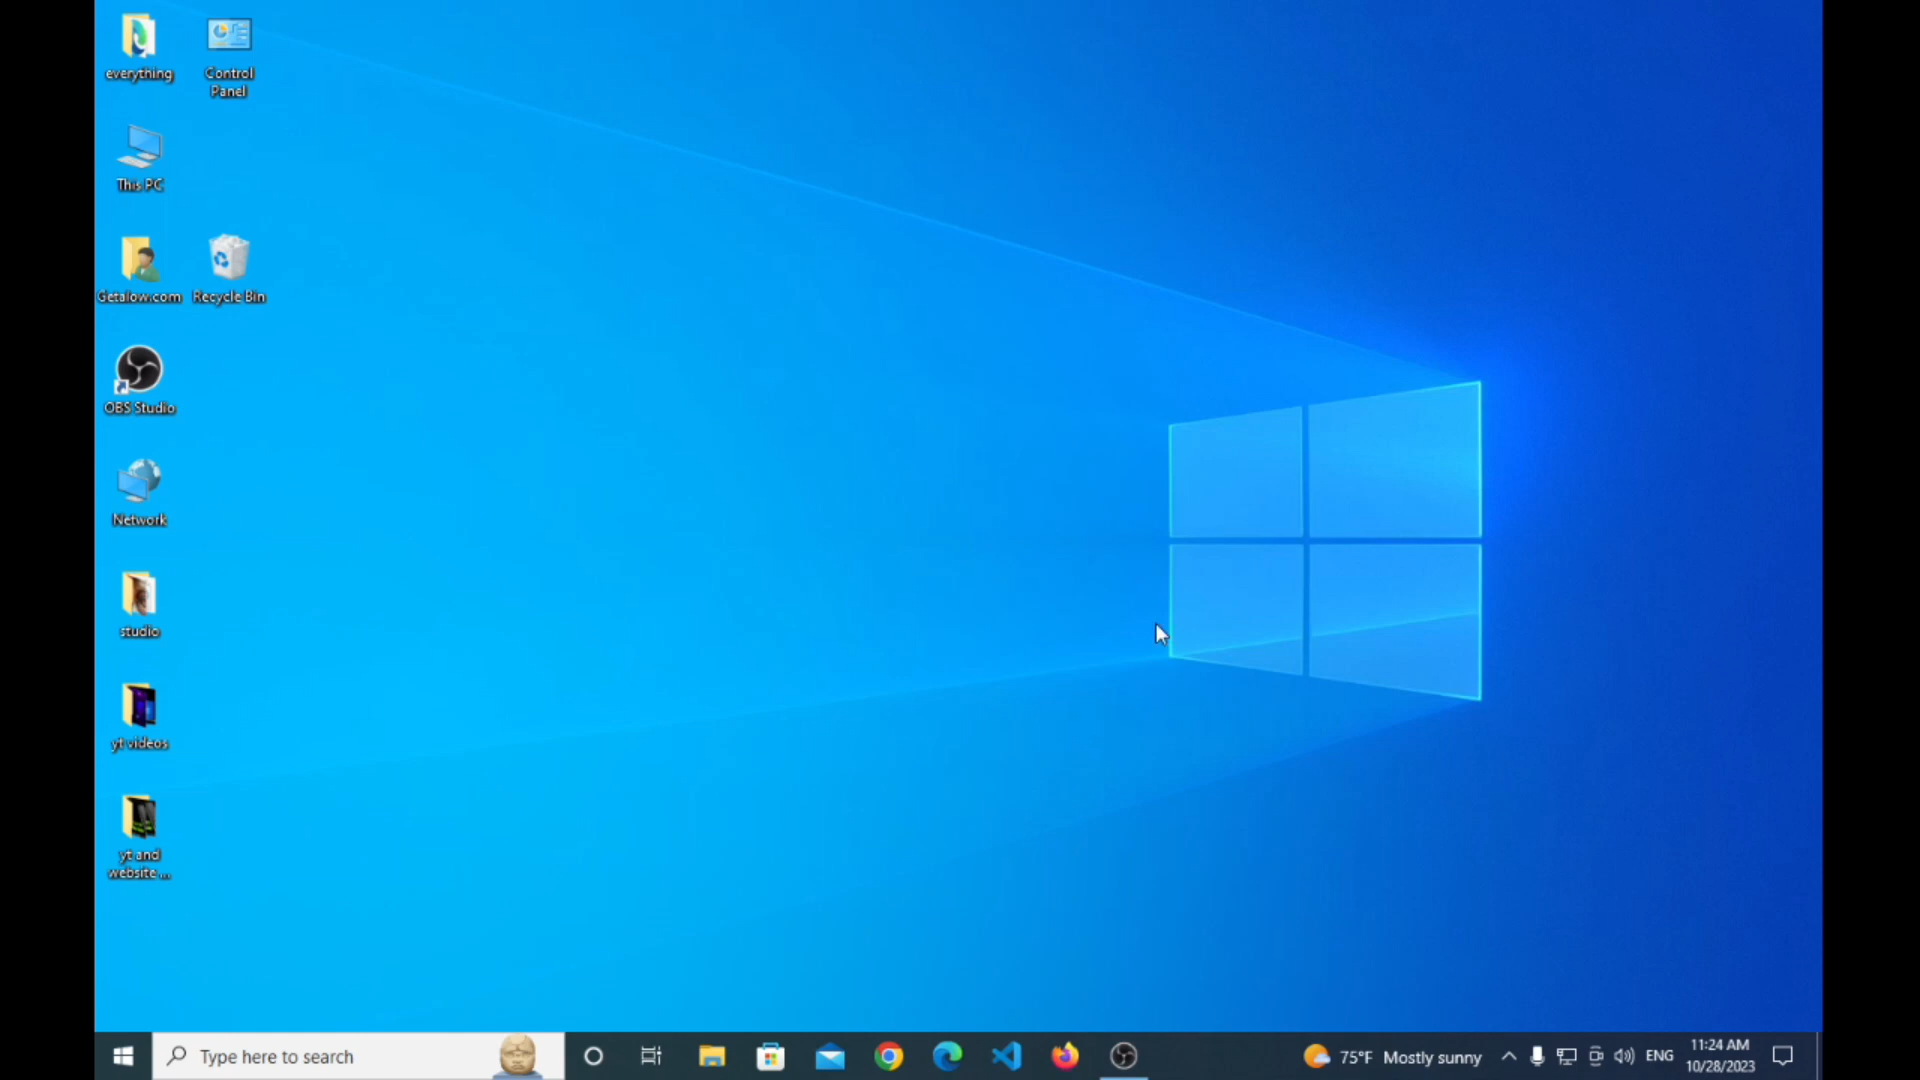 everything
Control
Panel
This PC
Getalow.com
Recycle Bin
OBS Studio
Network
studio
yt videos
yt and
website ...
Type here to search
75°F Mostly sunny
ENG
11:24 AM
10/28/2023